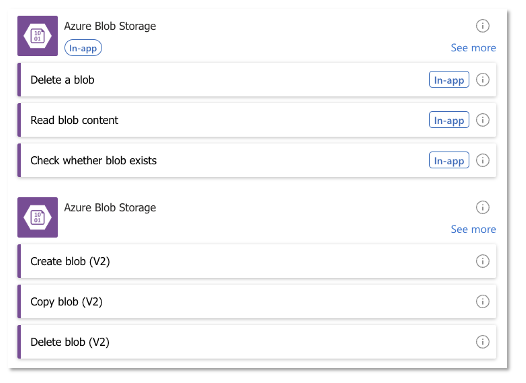 Azure Blob Storage
In-app
See more
Delete a blob In-app
Read blob content In-app
Check whether blob exists In-app
Azure Blob Storage
See more
Create blob (V2)
Copy blob (V2)
Delete blob (V2)